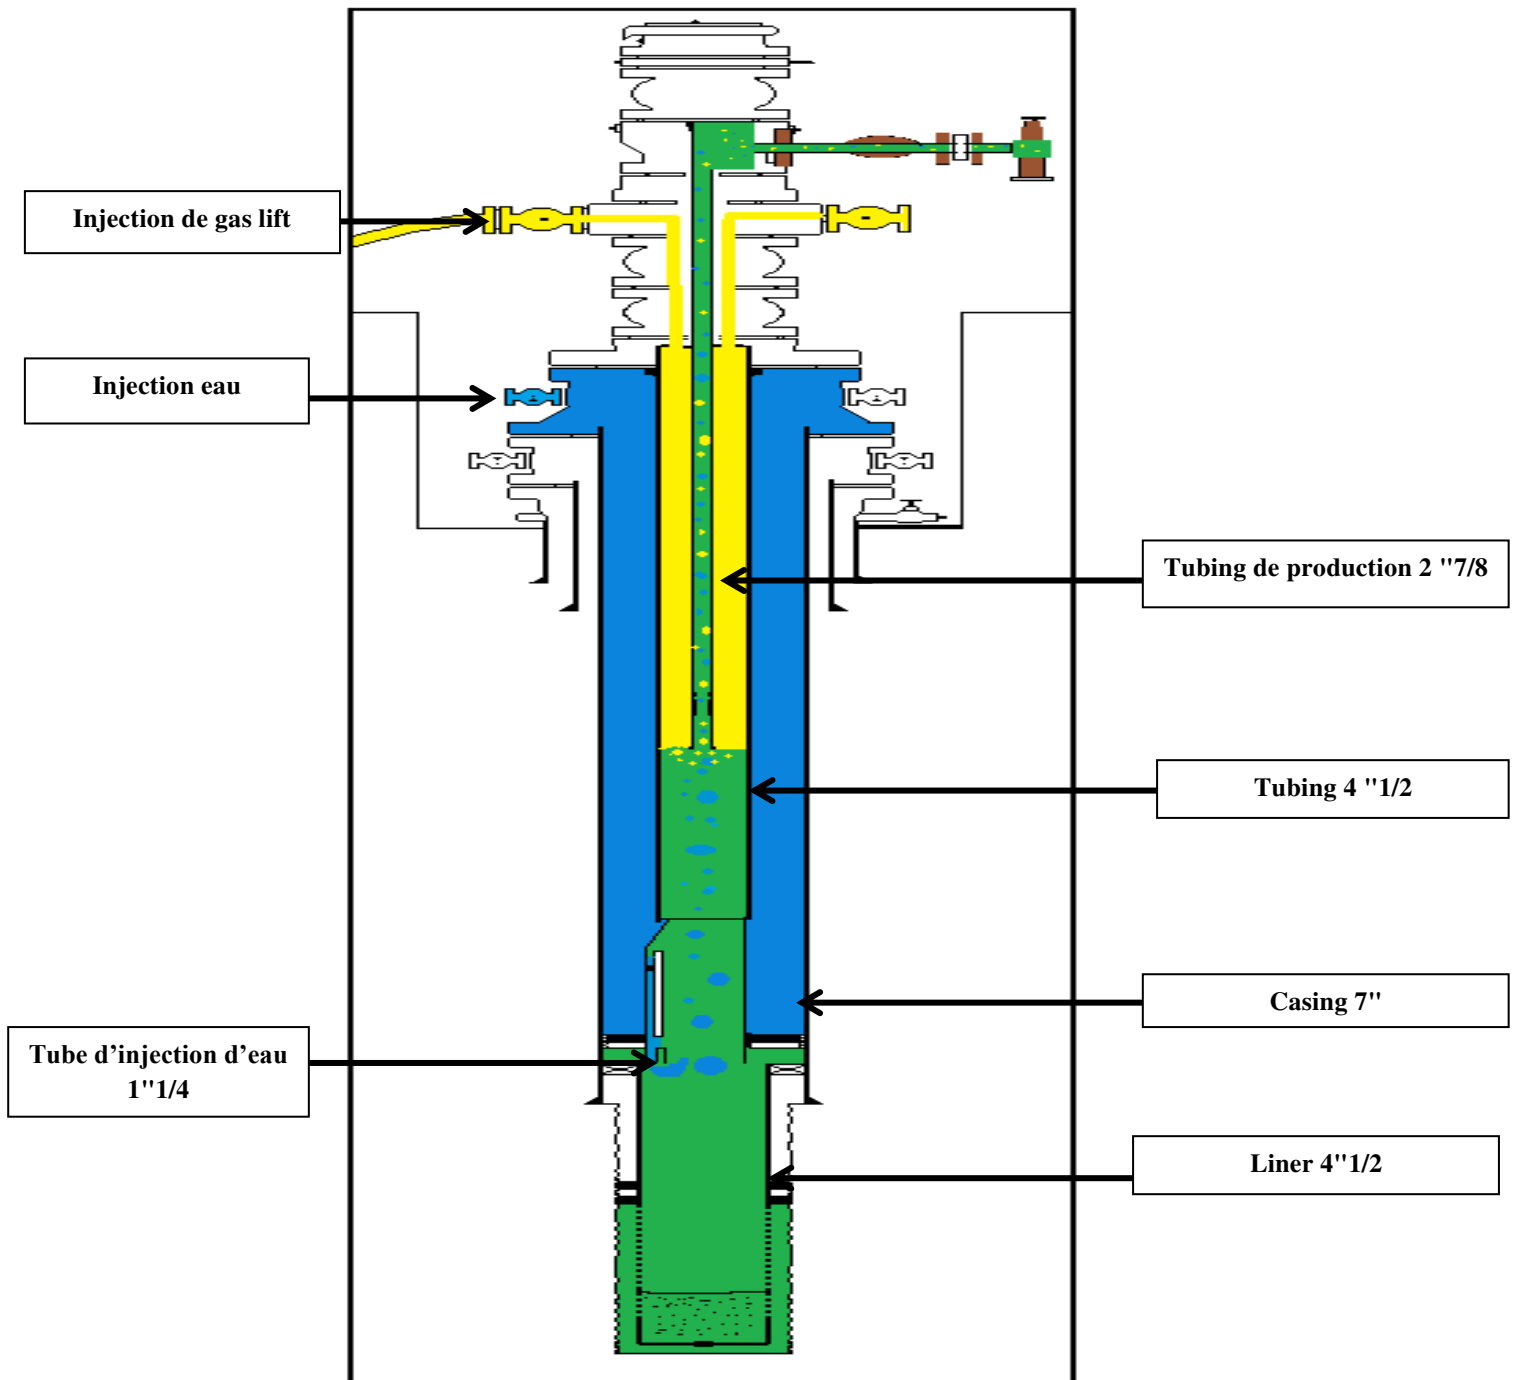 Injection de gas lift
Injection eau
Tubing de production 2 "7/8
Tubing 4 "1/2
Casing 7"
Tube d’injection d’eau
1"1/4
Liner 4"1/2